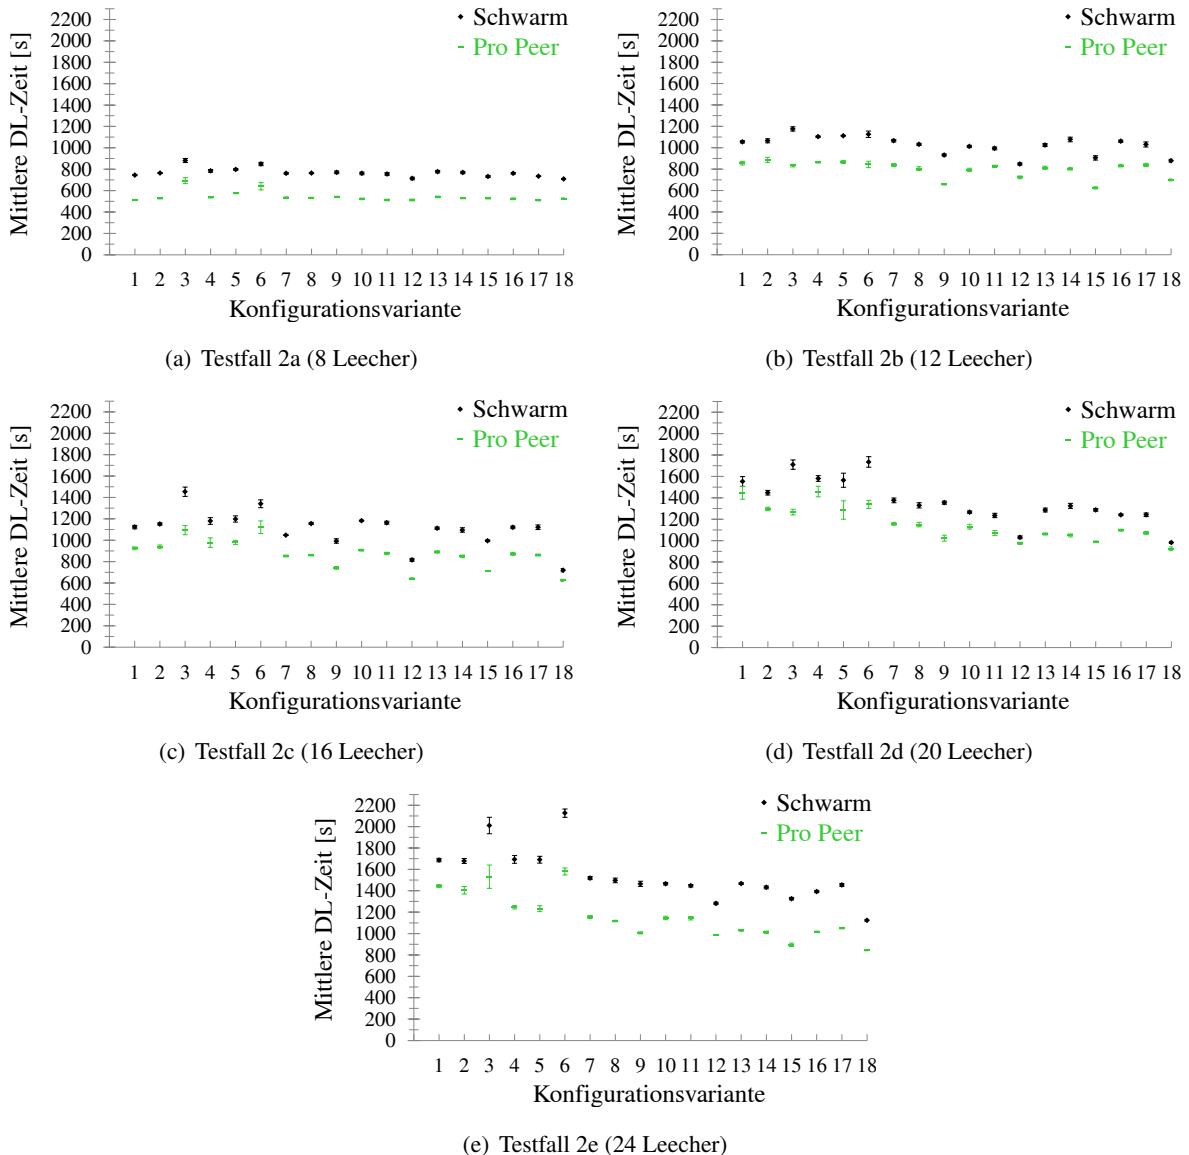 Mittlere DL-Zeit [s]
2200
2000
1800
1600
1400
1200
1000
800
600
400
200
0
Schwarm
Pro Peer
1 2 3 4 5 6 7 8 9 10 11 12 13 14 15 16 17 18
Konfigurationsvariante
(a) Testfall 2a (8 Leecher)
Mittlere DL-Zeit [s]
2200
2000
1800
1600
1400
1200
1000
800
600
400
200
0
Schwarm
Pro Peer
1 2 3 4 5 6 7 8 9 10 11 12 13 14 15 16 17 18
Konfigurationsvariante
(b) Testfall 2b (12 Leecher)
Mittlere DL-Zeit [s]
2200
2000
1800
1600
1400
1200
1000
800
600
400
200
0
Schwarm
Pro Peer
1 2 3 4 5 6 7 8 9 10 11 12 13 14 15 16 17 18
Konfigurationsvariante
(c) Testfall 2c (16 Leecher)
Mittlere DL-Zeit [s]
2200
2000
1800
1600
1400
1200
1000
800
600
400
200
0
Schwarm
Pro Peer
1 2 3 4 5 6 7 8 9 10 11 12 13 14 15 16 17 18
Konfigurationsvariante
(d) Testfall 2d (20 Leecher)
Mittlere DL-Zeit [s]
2200
2000
1800
1600
1400
1200
1000
800
600
400
200
0
Schwarm
Pro Peer
1 2 3 4 5 6 7 8 9 10 11 12 13 14 15 16 17 18
Konfigurationsvariante
(e) Testfall 2e (24 Leecher)